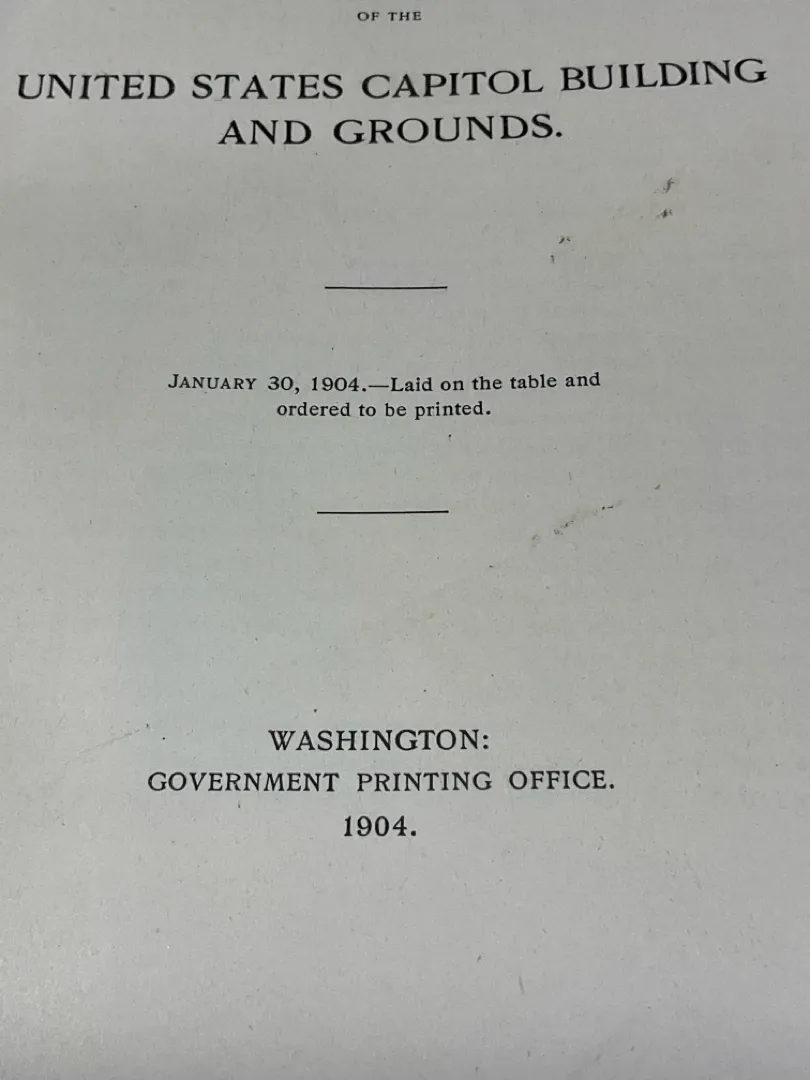 OF THE
UNITED STATES CAPITOL BUILDING
AND GROUNDS.
JANUARY 30, 1904.—Laid on the table and
ordered to be printed.
WASHINGTON:
GOVERNMENT PRINTING OFFICE.
1904.